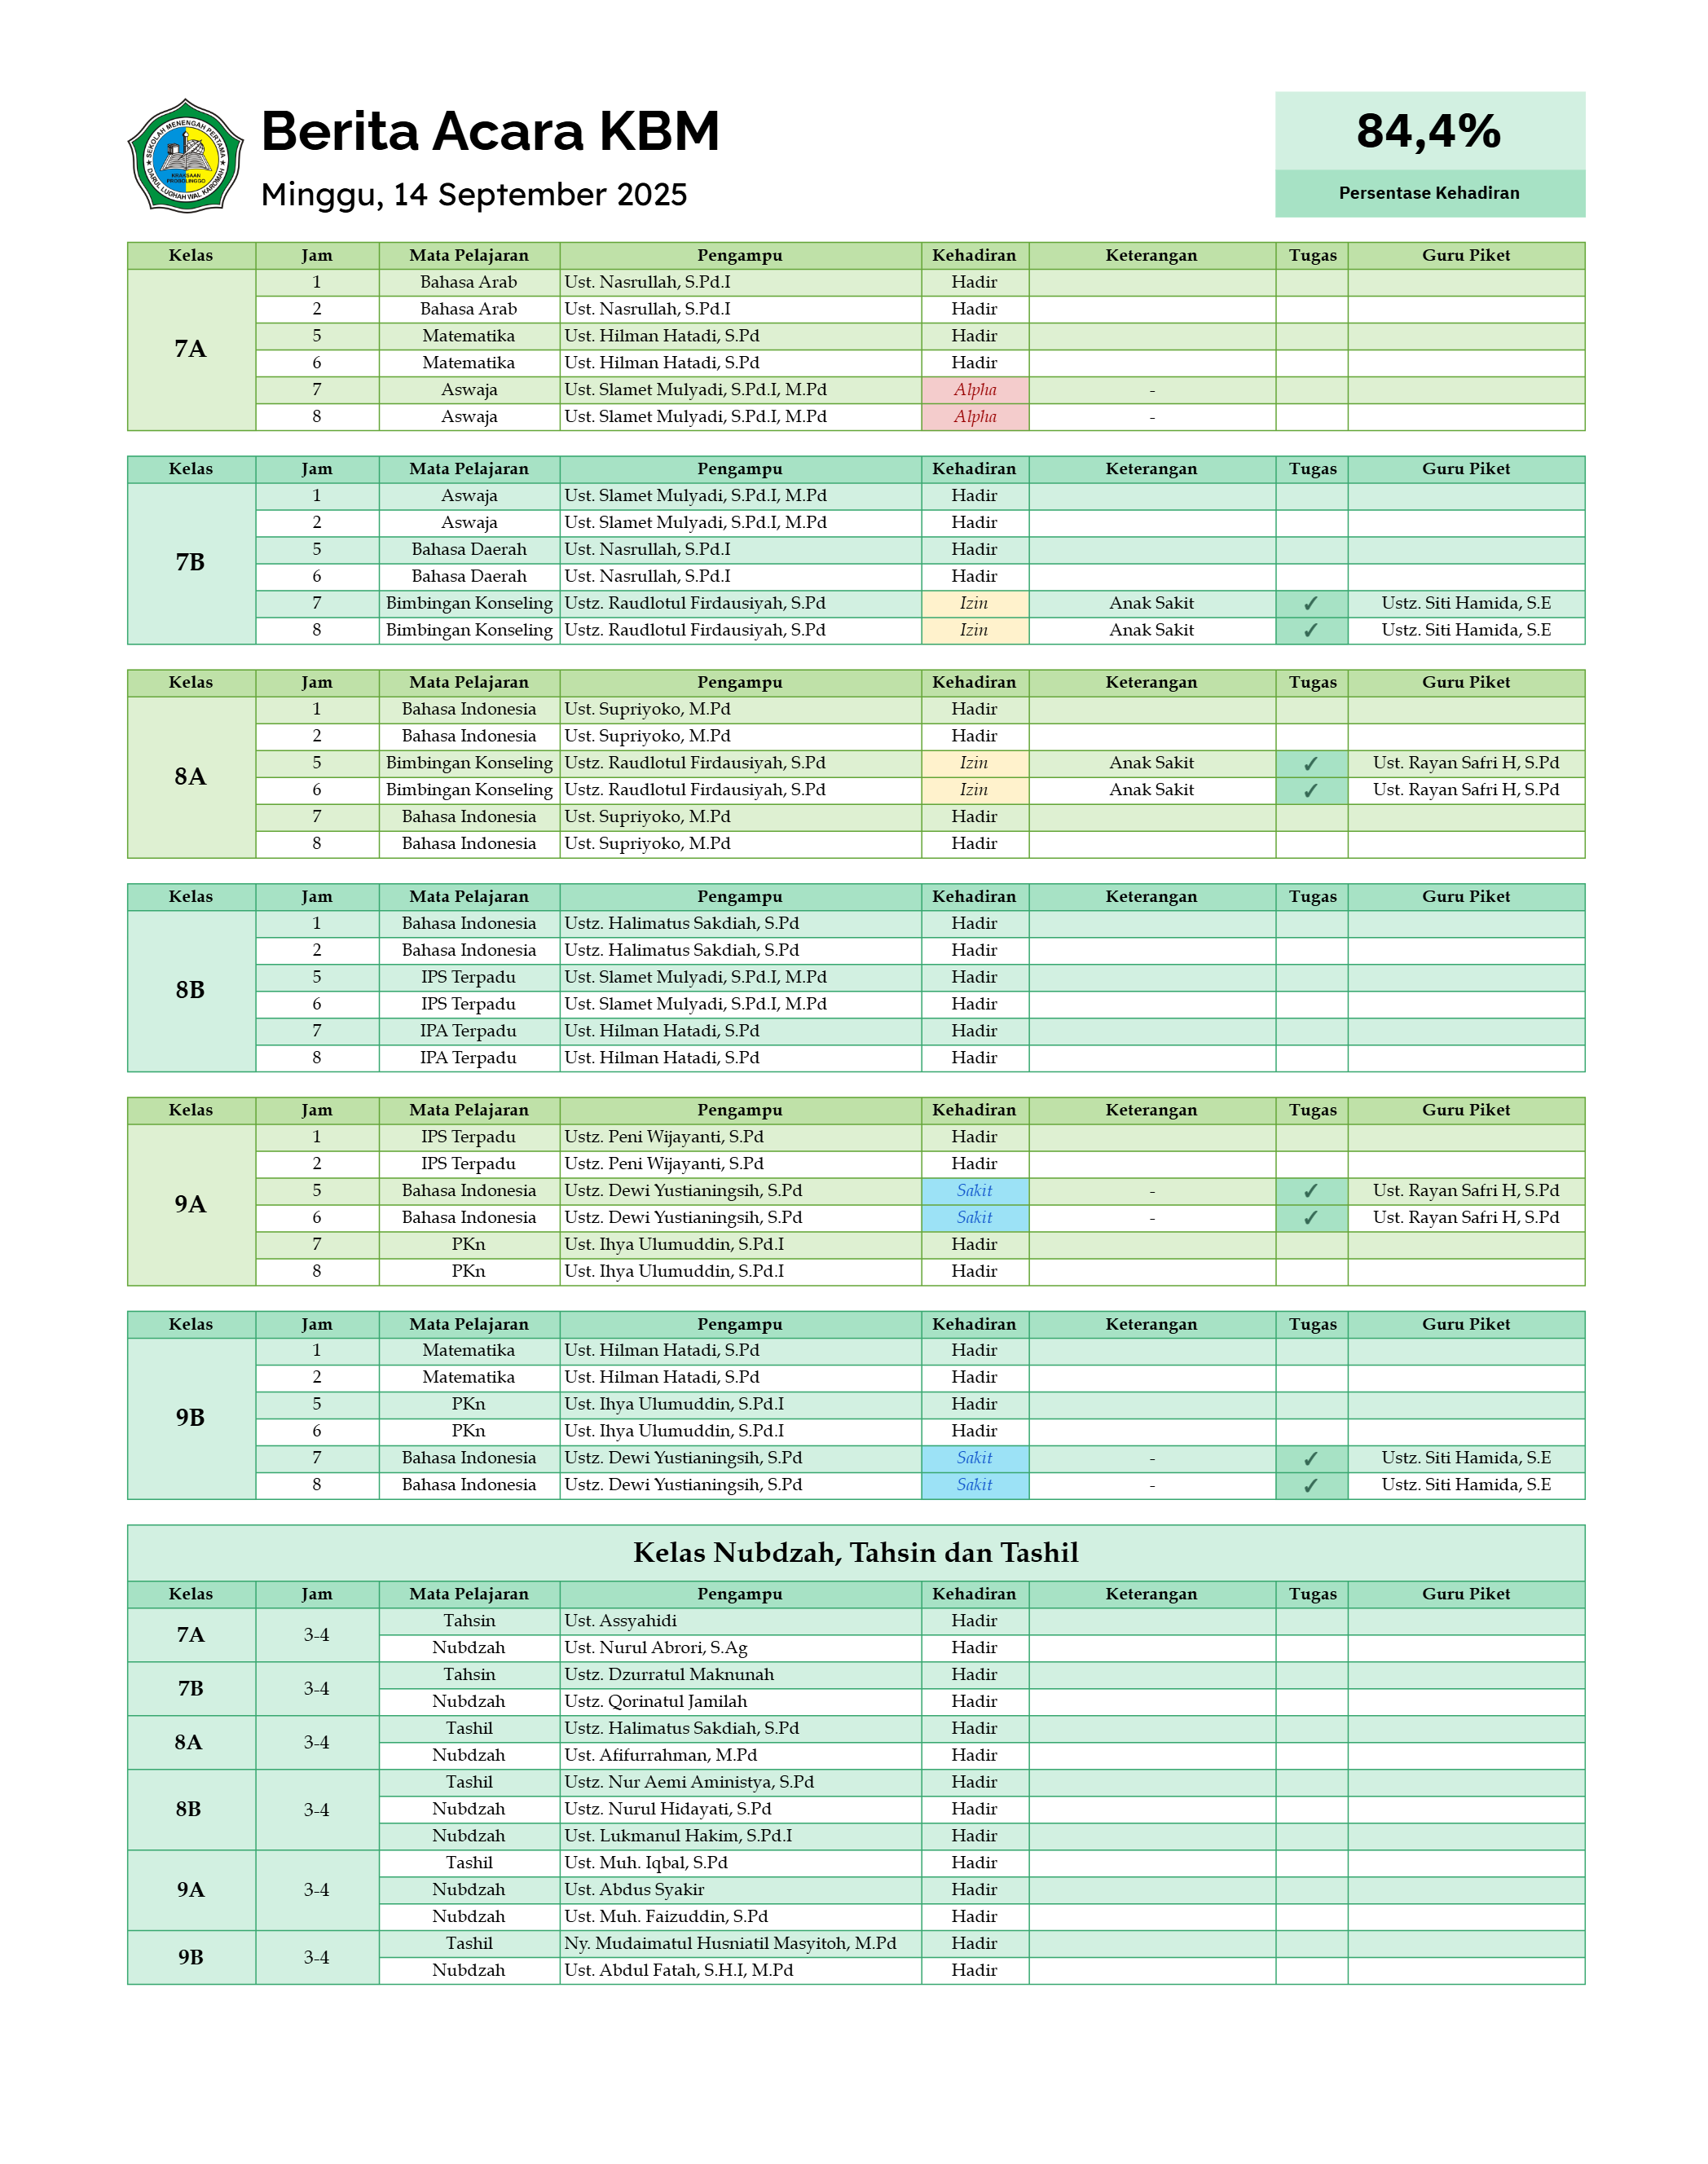 SEKOLAH MENENGAH PERTAMA
KRAKSAAN
PROBOLINGGO
DARUL LUGHAH WAL KAROMAH
Berita Acara KBM
Minggu, 14 September 2025
84,4%
Persentase Kehadiran
Kelas Jam Mata Pelajaran Pengampu Kehadiran Keterangan Tugas Guru Piket
7A
1 Bahasa Arab Ust. Nasrullah, S.Pd.I Hadir
2 Bahasa Arab Ust. Nasrullah, S.Pd.I Hadir
5 Matematika Ust. Hilman Hatadi, S.Pd Hadir
6 Matematika Ust. Hilman Hatadi, S.Pd Hadir
7 Aswaja Ust. Slamet Mulyadi, S.Pd.I, M.Pd Alpha -
8 Aswaja Ust. Slamet Mulyadi, S.Pd.I, M.Pd Alpha -
Kelas Jam Mata Pelajaran Pengampu Kehadiran Keterangan Tugas Guru Piket
7B
1 Aswaja Ust. Slamet Mulyadi, S.Pd.I, M.Pd Hadir
2 Aswaja Ust. Slamet Mulyadi, S.Pd.I, M.Pd Hadir
5 Bahasa Daerah Ust. Nasrullah, S.Pd.I Hadir
6 Bahasa Daerah Ust. Nasrullah, S.Pd.I Hadir
7 Bimbingan Konseling Ustz. Raudlotul Firdausiyah, S.Pd Izin Anak Sakit ✓ Ustz. Siti Hamida, S.E
8 Bimbingan Konseling Ustz. Raudlotul Firdausiyah, S.Pd Izin Anak Sakit ✓ Ustz. Siti Hamida, S.E
Kelas Jam Mata Pelajaran Pengampu Kehadiran Keterangan Tugas Guru Piket
8A
1 Bahasa Indonesia Ust. Supriyoko, M.Pd Hadir
2 Bahasa Indonesia Ust. Supriyoko, M.Pd Hadir
5 Bimbingan Konseling Ustz. Raudlotul Firdausiyah, S.Pd Izin Anak Sakit ✓ Ust. Rayan Safri H, S.Pd
6 Bimbingan Konseling Ustz. Raudlotul Firdausiyah, S.Pd Izin Anak Sakit ✓ Ust. Rayan Safri H, S.Pd
7 Bahasa Indonesia Ust. Supriyoko, M.Pd Hadir
8 Bahasa Indonesia Ust. Supriyoko, M.Pd Hadir
Kelas Jam Mata Pelajaran Pengampu Kehadiran Keterangan Tugas Guru Piket
8B
1 Bahasa Indonesia Ustz. Halimatus Sakdiah, S.Pd Hadir
2 Bahasa Indonesia Ustz. Halimatus Sakdiah, S.Pd Hadir
5 IPS Terpadu Ust. Slamet Mulyadi, S.Pd.I, M.Pd Hadir
6 IPS Terpadu Ust. Slamet Mulyadi, S.Pd.I, M.Pd Hadir
7 IPA Terpadu Ust. Hilman Hatadi, S.Pd Hadir
8 IPA Terpadu Ust. Hilman Hatadi, S.Pd Hadir
Kelas Jam Mata Pelajaran Pengampu Kehadiran Keterangan Tugas Guru Piket
9A
1 IPS Terpadu Ustz. Peni Wijayanti, S.Pd Hadir
2 IPS Terpadu Ustz. Peni Wijayanti, S.Pd Hadir
5 Bahasa Indonesia Ustz. Dewi Yustianingsih, S.Pd Sakit - ✓ Ust. Rayan Safri H, S.Pd
6 Bahasa Indonesia Ustz. Dewi Yustianingsih, S.Pd Sakit - ✓ Ust. Rayan Safri H, S.Pd
7 PKn Ust. Ihya Ulumuddin, S.Pd.I Hadir
8 PKn Ust. Ihya Ulumuddin, S.Pd.I Hadir
Kelas Jam Mata Pelajaran Pengampu Kehadiran Keterangan Tugas Guru Piket
9B
1 Matematika Ust. Hilman Hatadi, S.Pd Hadir
2 Matematika Ust. Hilman Hatadi, S.Pd Hadir
5 PKn Ust. Ihya Ulumuddin, S.Pd.I Hadir
6 PKn Ust. Ihya Ulumuddin, S.Pd.I Hadir
7 Bahasa Indonesia Ustz. Dewi Yustianingsih, S.Pd Sakit - ✓ Ustz. Siti Hamida, S.E
8 Bahasa Indonesia Ustz. Dewi Yustianingsih, S.Pd Sakit - ✓ Ustz. Siti Hamida, S.E
Kelas Nubdzah, Tahsin dan Tashil
Kelas Jam Mata Pelajaran Pengampu Kehadiran Keterangan Tugas Guru Piket
7A 3-4 Tahsin Ust. Assyahidi Hadir
Nubdzah Ust. Nurul Abrori, S.Ag Hadir
7B 3-4 Tahsin Ustz. Dzurratul Maknunah Hadir
Nubdzah Ustz. Qorinatul Jamilah Hadir
8A 3-4 Tashil Ustz. Halimatus Sakdiah, S.Pd Hadir
Nubdzah Ust. Afifurrahman, M.Pd Hadir
8B 3-4 Tashil Ustz. Nur Aemi Aministya, S.Pd Hadir
Nubdzah Ustz. Nurul Hidayati, S.Pd Hadir
Nubdzah Ust. Lukmanul Hakim, S.Pd.I Hadir
9A 3-4 Tashil Ust. Muh. Iqbal, S.Pd Hadir
Nubdzah Ust. Abdus Syakir Hadir
Nubdzah Ust. Muh. Faizuddin, S.Pd Hadir
9B 3-4 Tashil Ny. Mudaimatul Husniatil Masyitoh, M.Pd Hadir
Nubdzah Ust. Abdul Fatah, S.H.I, M.Pd Hadir